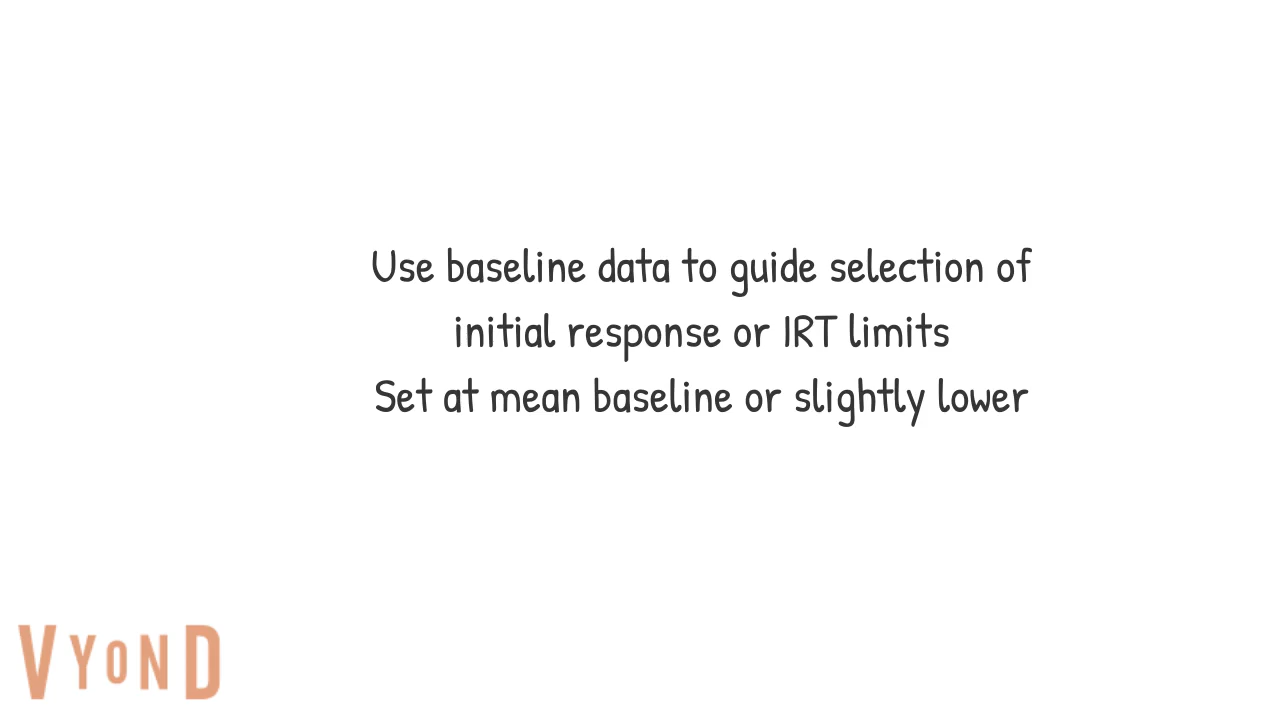 Use baseline data to guide selection of
initial response or IRT limits
Set at mean baseline or slightly lower
VYOND